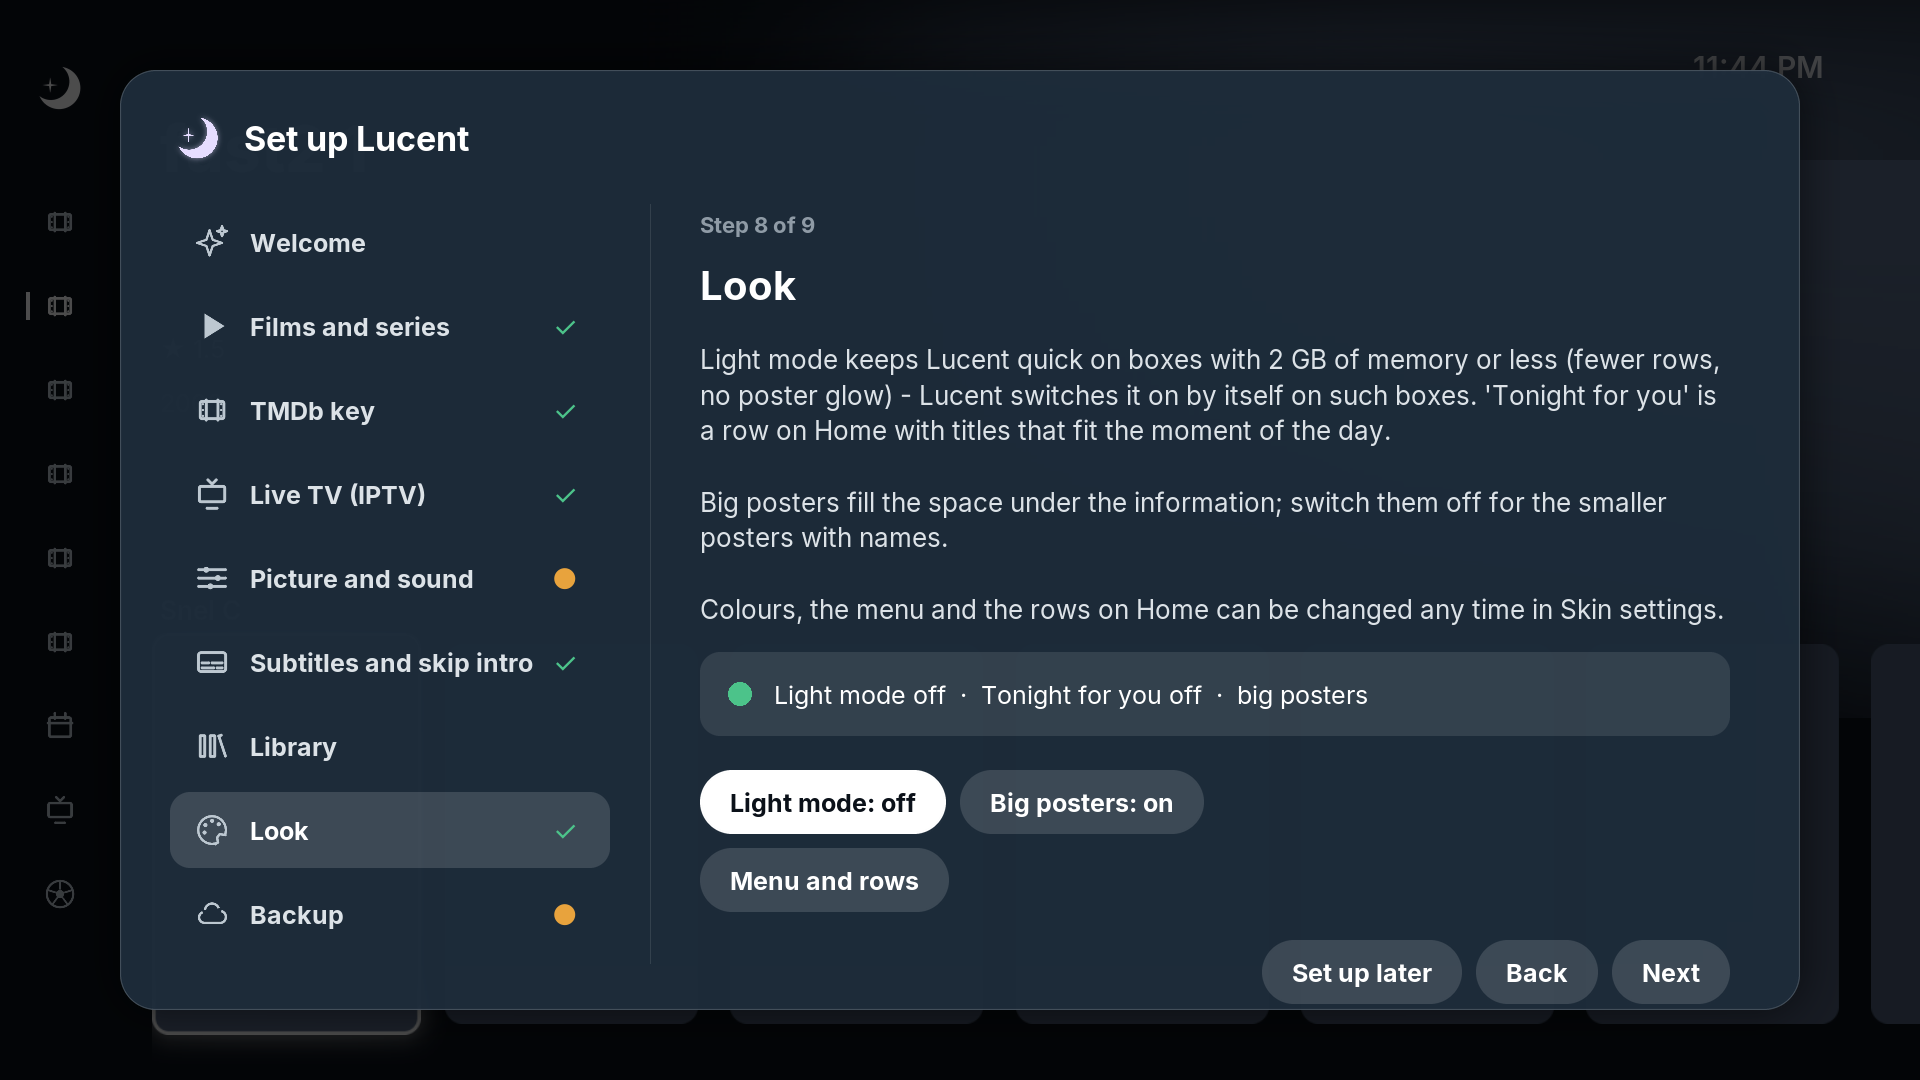 11:44 PM
Set up Lucent
Welcome
Films and series
TMDb key
Live TV (IPTV)
Picture and sound
Subtitles and skip intro
Library
Look
Backup
Step 8 of 9
Look
Light mode keeps Lucent quick on boxes with 2 GB of memory or less (fewer rows,
no poster glow) - Lucent switches it on by itself on such boxes. 'Tonight for you' is
a row on Home with titles that fit the moment of the day.
Big posters fill the space under the information; switch them off for the smaller
posters with names.
Colours, the menu and the rows on Home can be changed any time in Skin settings.
Light mode off · Tonight for you off · big posters
Light mode: off
Big posters: on
Menu and rows
Set up later
Back
Next